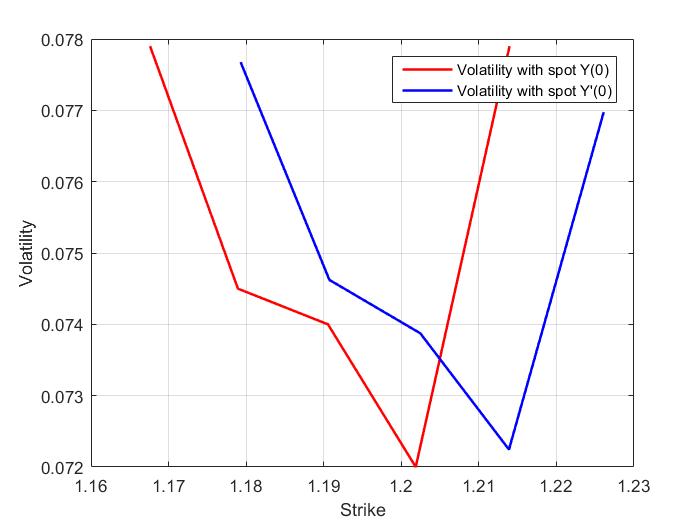 0.078
0.077
0.076
0.075
0.074
0.073
0.072
Volatility
Volatility with spot Y(0)
Volatility with spot Y'(0)
1.16 1.17 1.18 1.19 1.2 1.21 1.22 1.23
Strike